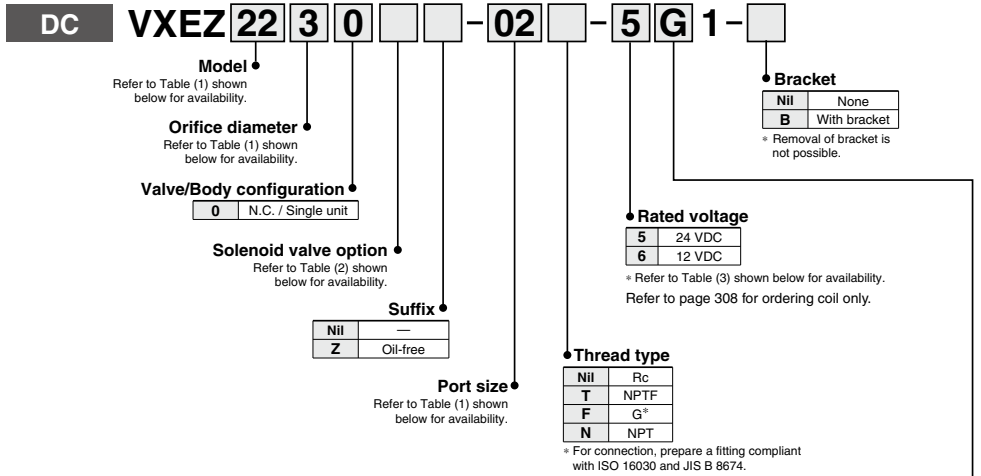 DC VXEZ 22 3 0 - 02 - 5 G 1 -
Model
Refer to Table (1) shown
below for availability.
Orifice diameter
Refer to Table (1) shown
below for availability.
Valve/Body configuration
0 N.C. / Single unit
Solenoid valve option
Refer to Table (2) shown
below for availability.
Suffix
Nil —
Z Oil-free
Port size
Refer to Table (1) shown
below for availability.
Thread type
Nil Rc
T NPTF
F G*
N NPT
* For connection, prepare a fitting compliant
with ISO 16030 and JIS B 8674.
Rated voltage
5 24 VDC
6 12 VDC
* Refer to Table (3) shown below for availability.
Refer to page 308 for ordering coil only.
Bracket
Nil None
B With bracket
* Removal of bracket is
not possible.